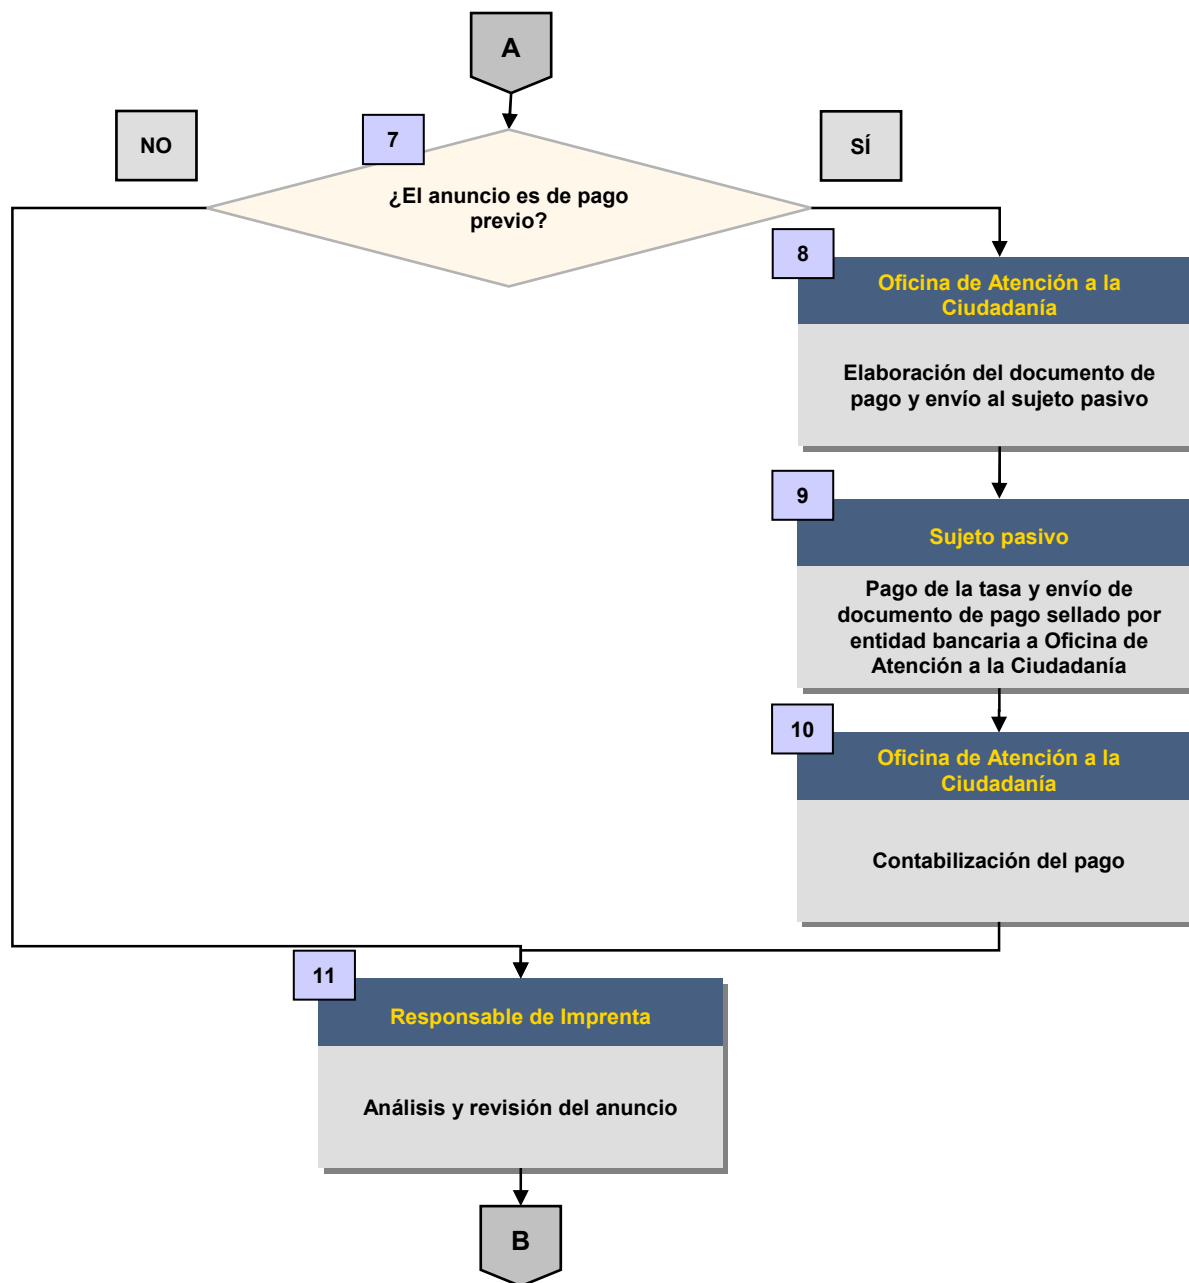 A
NO
7
SÍ
¿El anuncio es de pago
previo?
8
Oficina de Atención a la
Ciudadanía
Elaboración del documento de
pago y envío al sujeto pasivo
9
Sujeto pasivo
Pago de la tasa y envío de
documento de pago sellado por
entidad bancaria a Oficina de
Atención a la Ciudadanía
10
Oficina de Atención a la
Ciudadanía
Contabilización del pago
11
Responsable de Imprenta
Análisis y revisión del anuncio
B